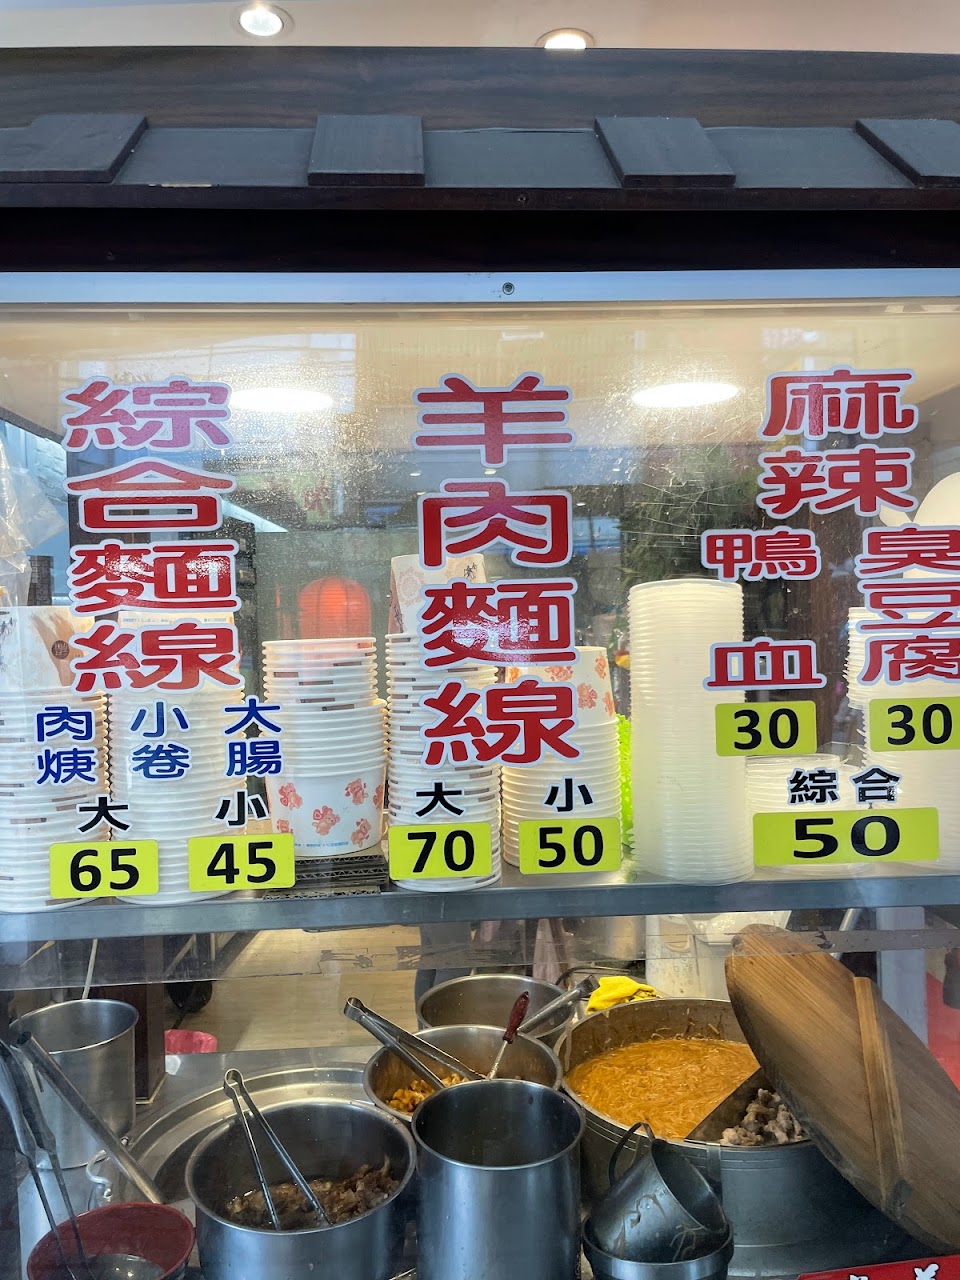 綜合麵線
肉焿 小卷 大腸
大 小
65 45
羊肉麵線
大 小
70 50
麻辣
鴨血 臭豆腐
30 30
綜合
50